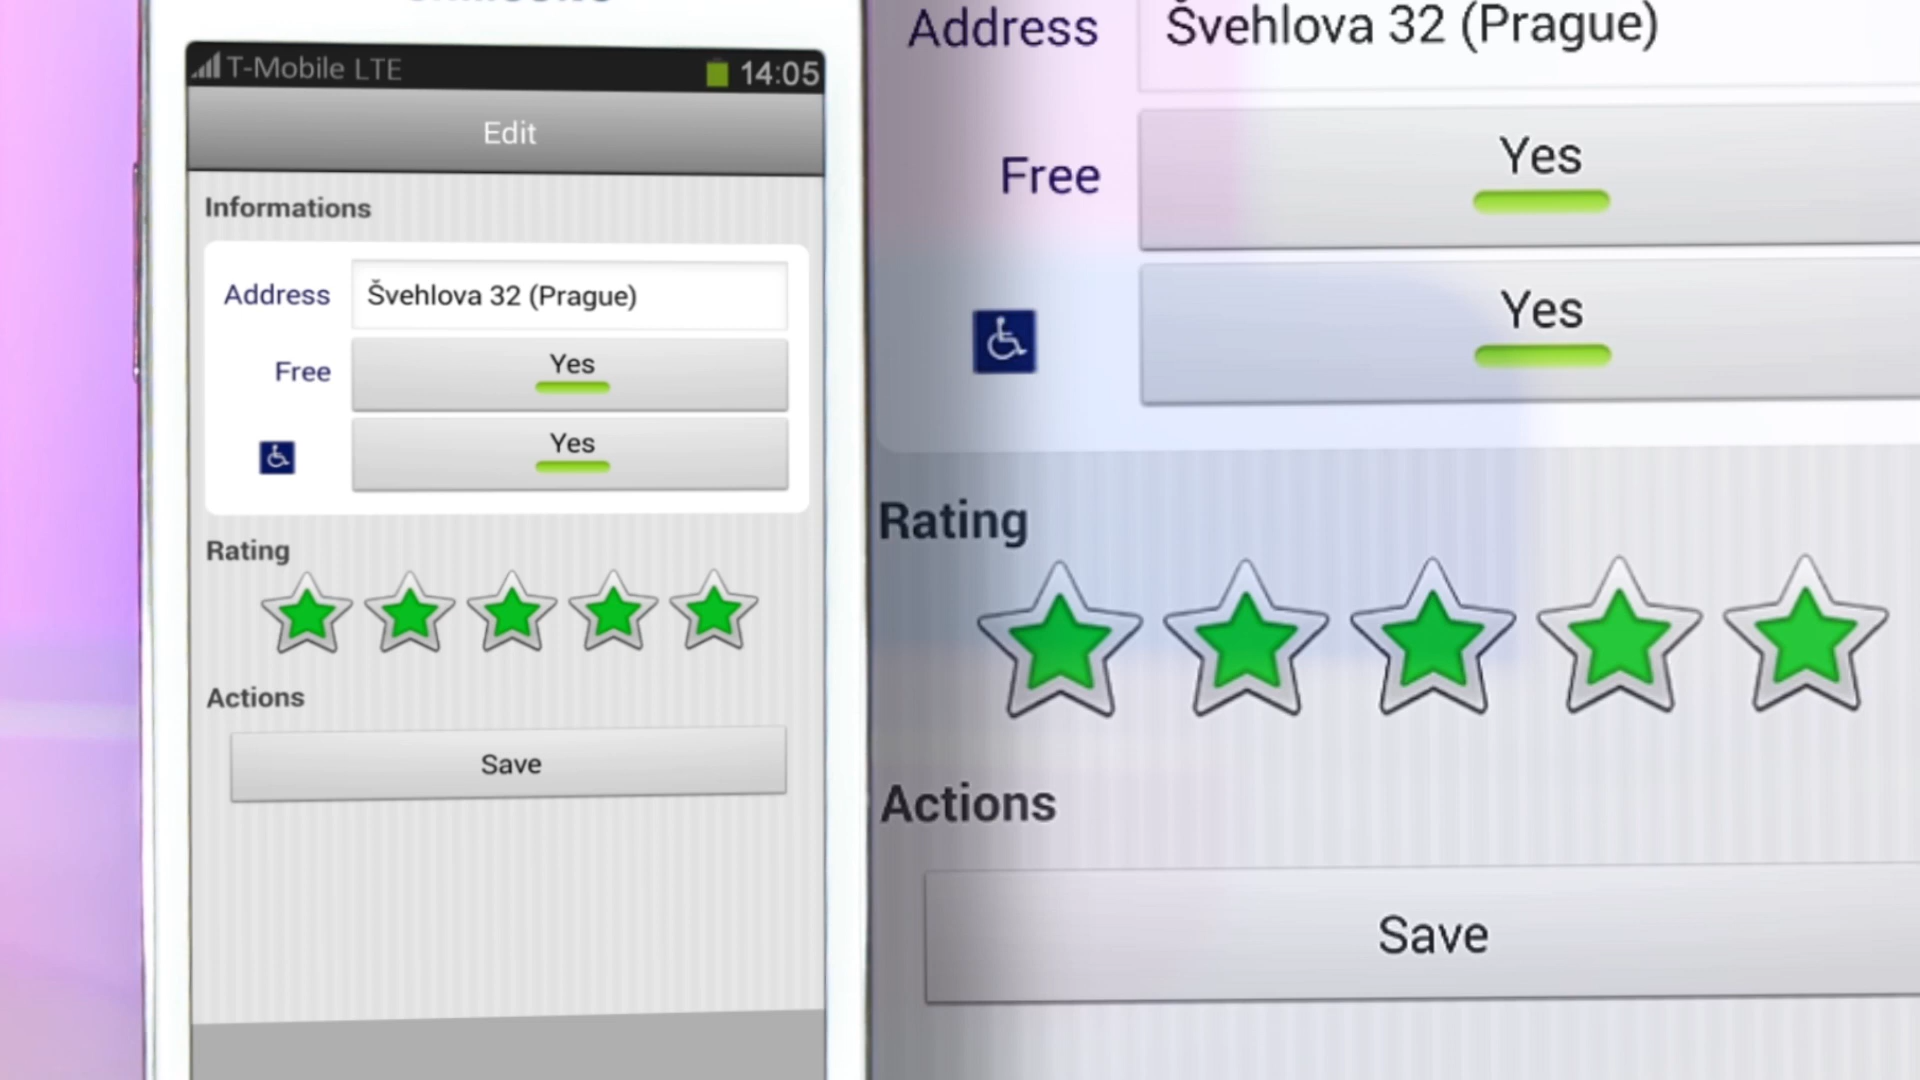 T-Mobile LTE 14:05
Edit
Informations
Address Švehlova 32 (Prague)
Free Yes
Yes
Rating
Actions
Save
Address Švehlova 32 (Prague)
Free Yes
Yes
Rating
Actions
Save